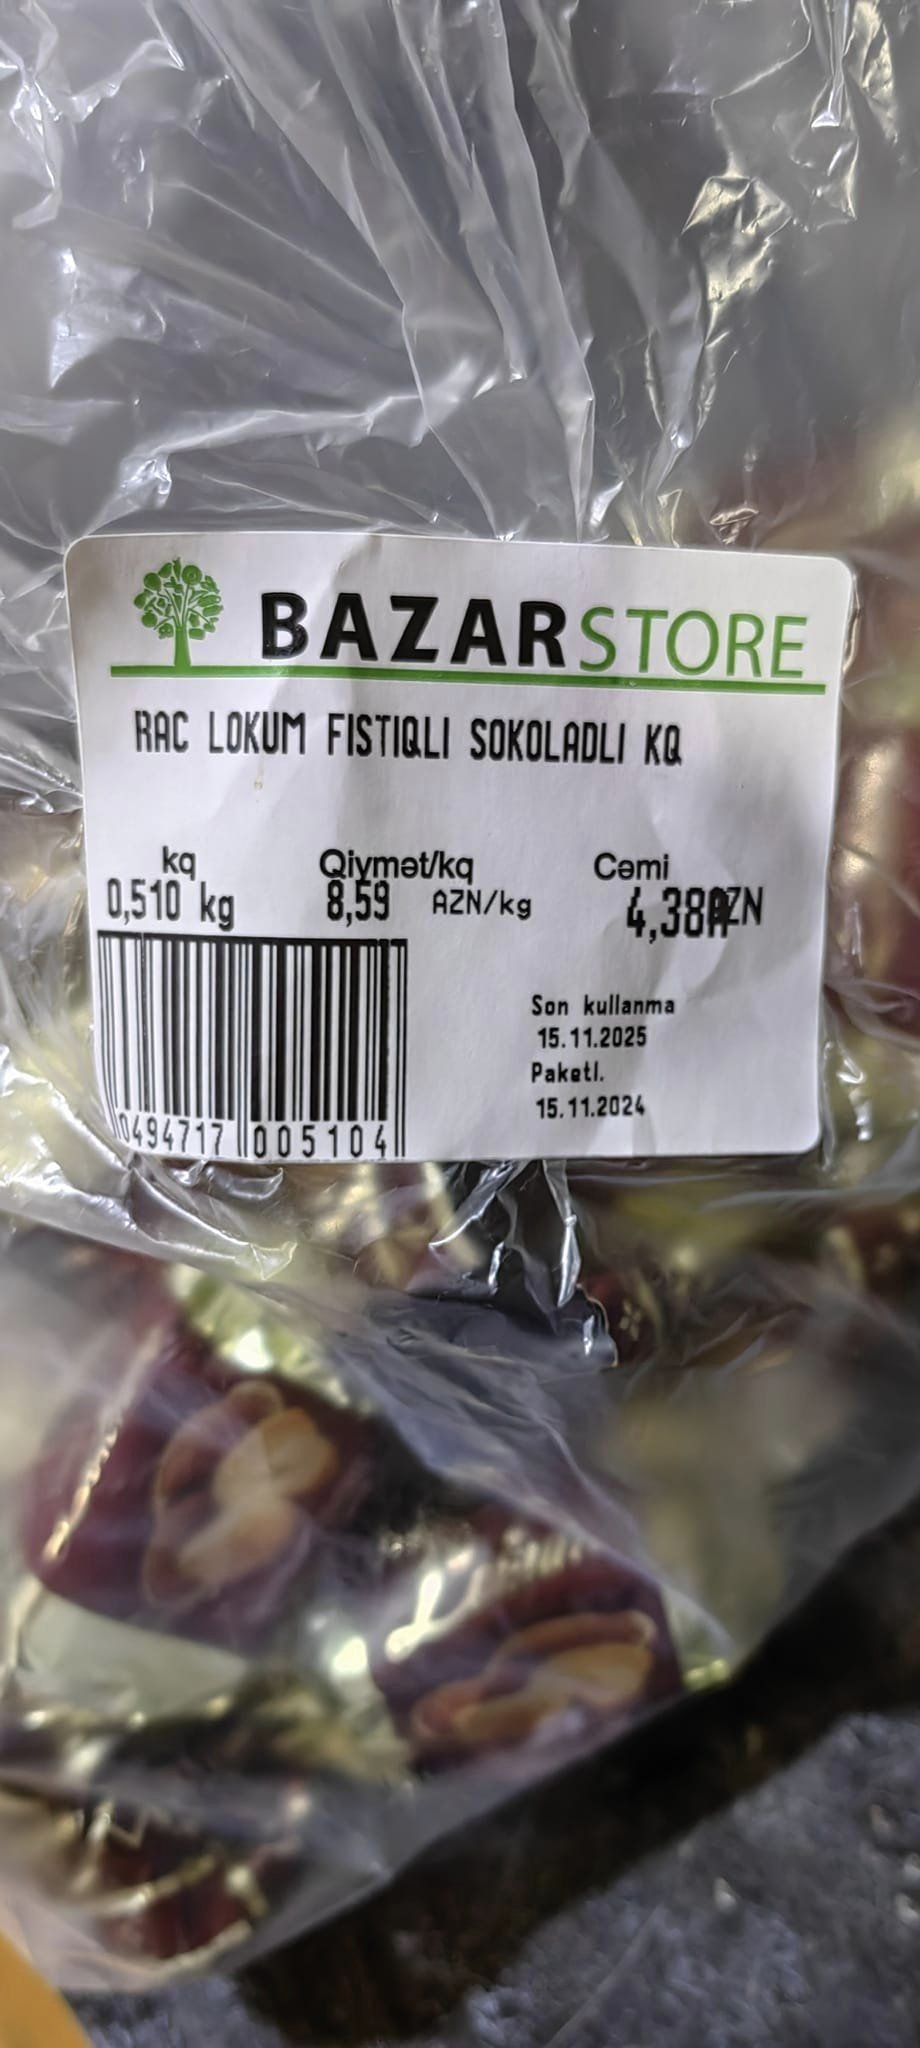 BAZARSTORE
RAC LOKUM FISTIQLI SOKOLADLI KQ
kq Qiymət/kq Cəmi
0,510 kg 8,59 AZN/kg 4,38AZN
Son kullanma
15.11.2025
Paketl.
15.11.2024
0494717 005104